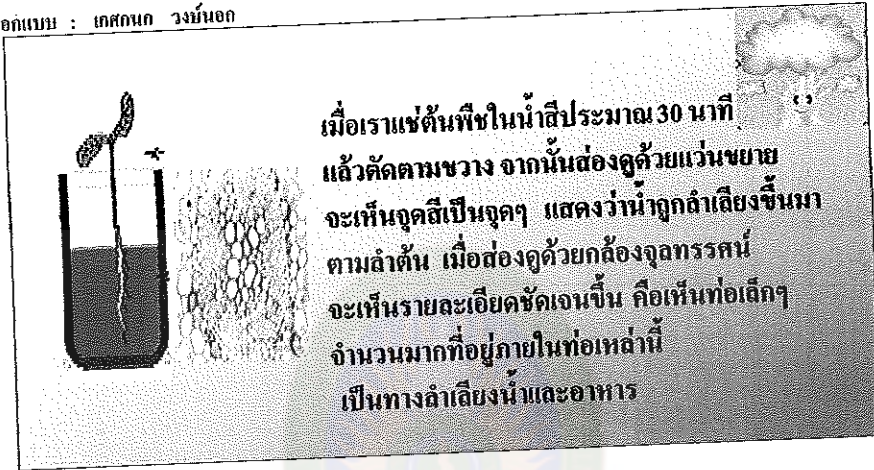 อกแบบ : เกศกนก วงษ์นอก
เมื่อเราแช่ต้นพืชในน้ำสีประมาณ 30 นาที
แล้วตัดตามขวาง จากนั้นส่องดูด้วยแว่นขยาย
จะเห็นจุดสีเป็นจุดๆ แสดงว่าน้ำถูกลำเลียงขึ้นมา
ตามลำต้น เมื่อส่องดูด้วยกล้องจุลทรรศน์
จะเห็นรายละเอียดชัดเจนขึ้น คือเห็นท่อเล็กๆ
จำนวนมากที่อยู่ภายในท่อเหล่านี้
เป็นทางลำเลียงน้ำและอาหาร